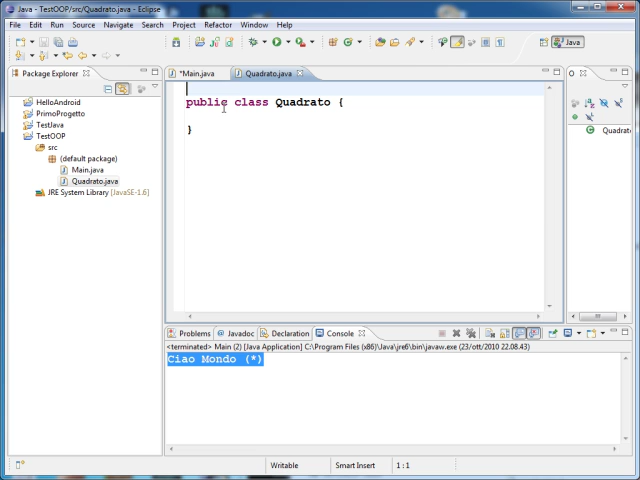 Java - TestOOP/src/Quadrato.java - Eclipse
File Edit Run Source Navigate Search Project Refactor Window Help
Java
Package Explorer
*Main.java
Quadrato.java
O
HelloAndroid
PrimoProgetto
TestJava
TestOOP
src
(default package)
Main.java
Quadrato.java
JRE System Library [JavaSE-1.6]
public class Quadrato {
}
Quadrato
Problems
Javadoc
Declaration
Console
<terminated> Main (2) [Java Application] C:\Program Files (x86)\Java\jre6\bin\javaw.exe (23/ott/2010 22.08.43)
Ciao Mondo (*)
Writable
Smart Insert
1 : 1